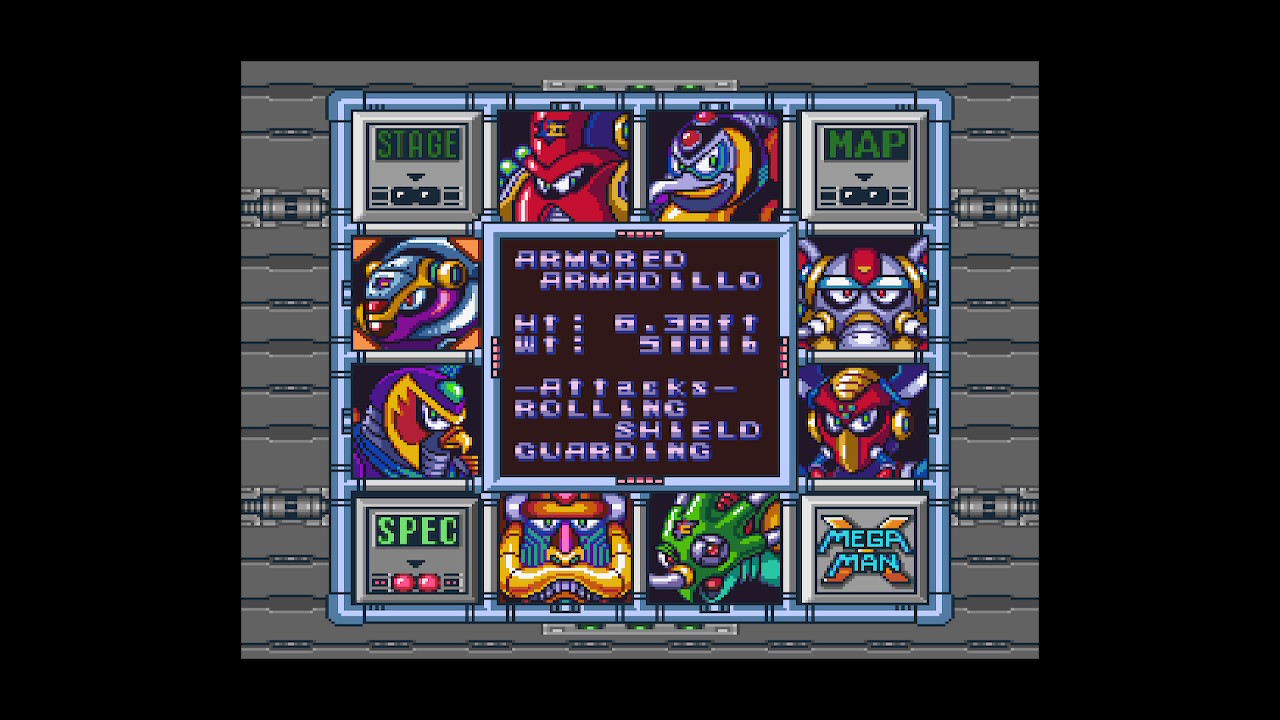 STAGE
MAP
ARMORED
ARMADILLO
Ht: 6.36ft
Wt: 510lb
-Attacks-
ROLLING
SHIELD
GUARDING
SPEC
MEGA
MAN
X